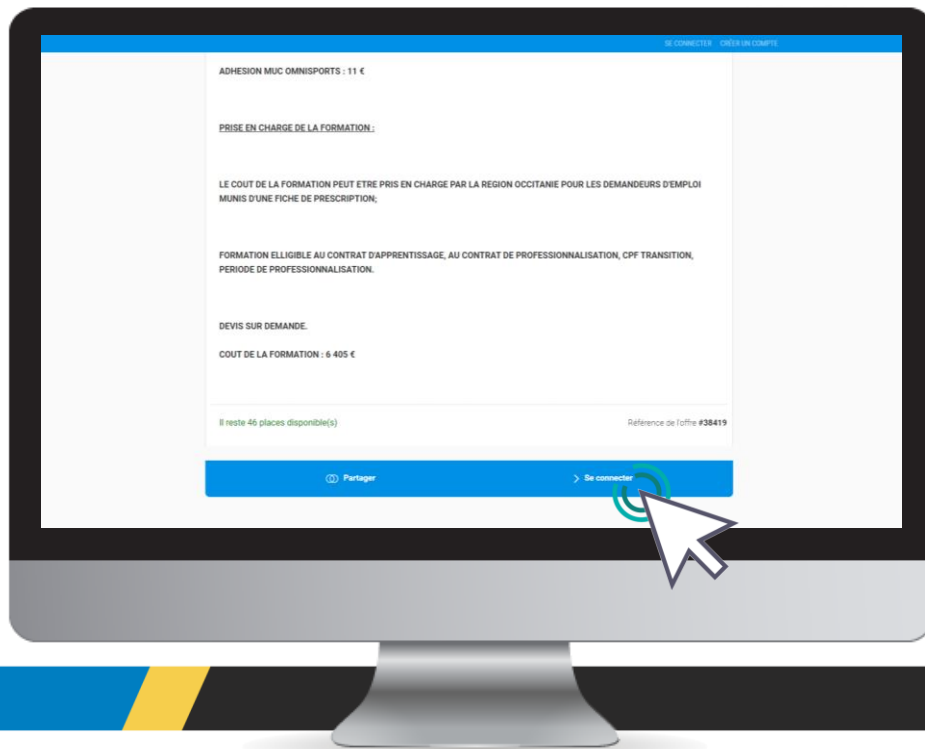 SE CONNECTER CRÉER UN COMPTE
ADHESION MUC OMNISPORTS : 11 €
PRISE EN CHARGE DE LA FORMATION :
LE COUT DE LA FORMATION PEUT ETRE PRIS EN CHARGE PAR LA REGION OCCITANIE POUR LES DEMANDEURS D'EMPLOI
MUNIS D'UNE FICHE DE PRESCRIPTION;
FORMATION ELLIGIBLE AU CONTRAT D'APPRENTISSAGE, AU CONTRAT DE PROFESSIONNALISATION, CPF TRANSITION,
PERIODE DE PROFESSIONNALISATION.
DEVIS SUR DEMANDE.
COUT DE LA FORMATION : 6 405 €
Il reste 46 places disponible(s) Référence de l'offre #38419
Partager > Se connecter